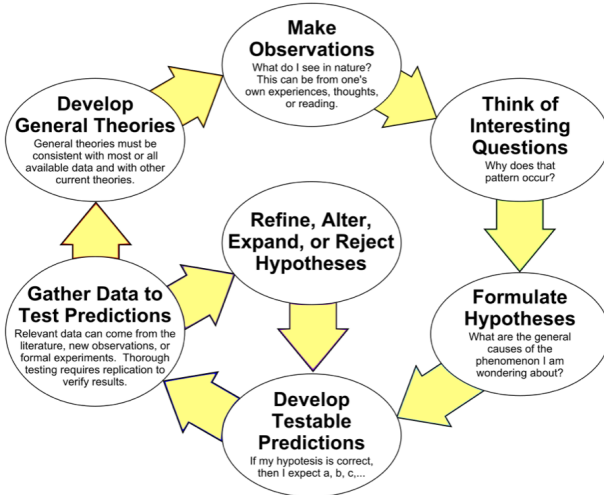 Make
Observations
What do I see in nature?
This can be from one's
own experiences, thoughts,
or reading.
Think of
Interesting
Questions
Why does that
pattern occur?
Formulate
Hypotheses
What are the general
causes of the
phenomenon I am
wondering about?
Develop
Testable
Predictions
If my hypotesis is correct,
then I expect a, b, c,...
Gather Data to
Test Predictions
Relevant data can come from the
literature, new observations, or
formal experiments. Thorough
testing requires replication to
verify results.
Refine, Alter,
Expand, or Reject
Hypotheses
Develop
General Theories
General theories must be
consistent with most or all
available data and with other
current theories.